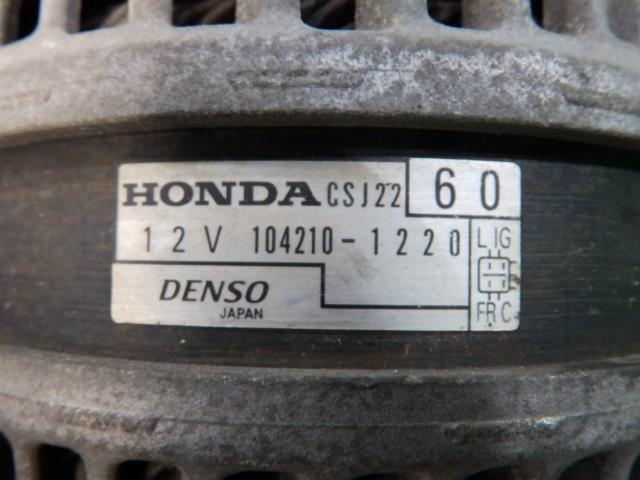 HONDA CSJ22 60
12V 104210-1220
L IG
DENSO
JAPAN
FR C